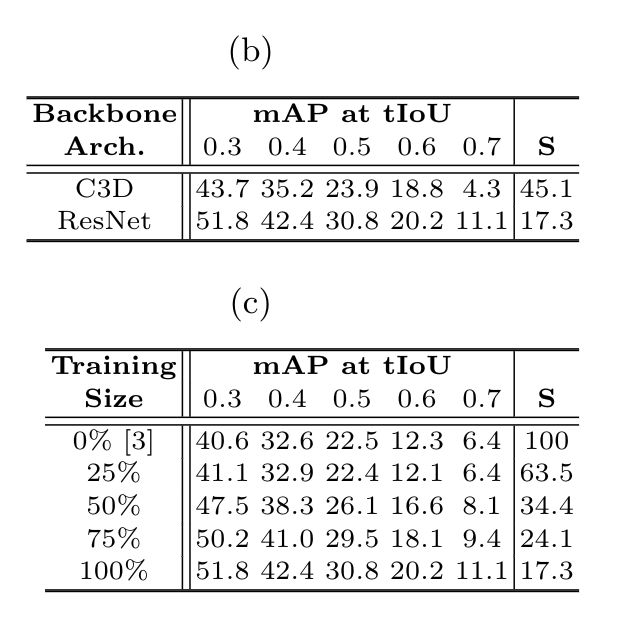 (b)
Backbone mAP at tIoU
Arch. 0.3 0.4 0.5 0.6 0.7 S
C3D 43.7 35.2 23.9 18.8 4.3 45.1
ResNet 51.8 42.4 30.8 20.2 11.1 17.3
(c)
Training mAP at tIoU
Size 0.3 0.4 0.5 0.6 0.7 S
0% [3] 40.6 32.6 22.5 12.3 6.4 100
25% 41.1 32.9 22.4 12.1 6.4 63.5
50% 47.5 38.3 26.1 16.6 8.1 34.4
75% 50.2 41.0 29.5 18.1 9.4 24.1
100% 51.8 42.4 30.8 20.2 11.1 17.3